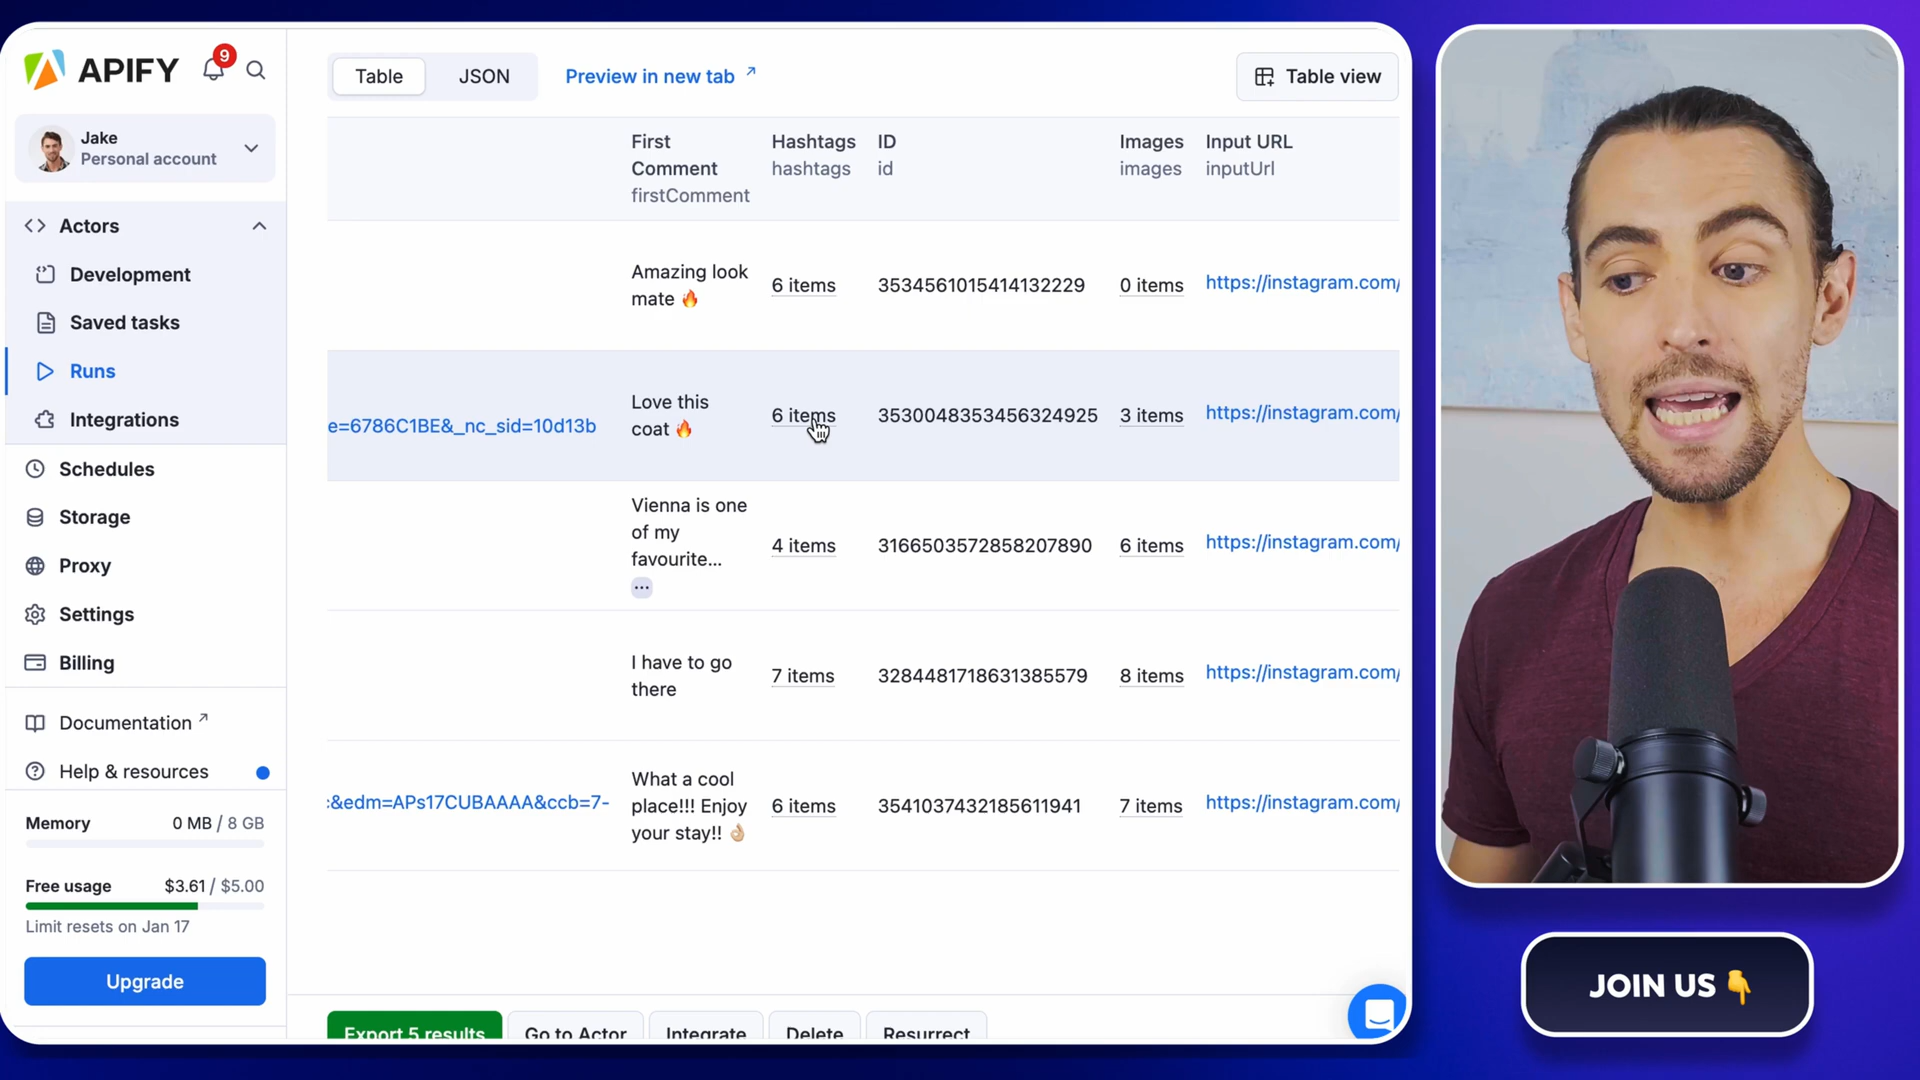 APIFY
9
Jake
Personal account
Actors
Development
Saved tasks
Runs
Integrations
Schedules
Storage
Proxy
Settings
Billing
Documentation
Help & resources
Memory 0 MB / 8 GB
Free usage $3.61 / $5.00
Limit resets on Jan 17
Upgrade
Table JSON Preview in new tab Table view
First Comment Hashtags ID Images Input URL
firstComment hashtags id images inputUrl
Amazing look mate 🔥 6 items 3534561015414132229 0 items https://instagram.com/
e=6786C1BE&_nc_sid=10d13b Love this coat 🔥 6 items 3530048353456324925 3 items https://instagram.com/
Vienna is one of my favourite... 4 items 3166503572858207890 6 items https://instagram.com/
...
I have to go there 7 items 3284481718631385579 8 items https://instagram.com/
:&edm=APs17CUBAAAA&ccb=7- What a cool place!!! Enjoy your stay!! 👌🏼 6 items 3541037432185611941 7 items https://instagram.com/
Export 5 results Go to Actor Integrate Delete Resurrect
JOIN US 👇